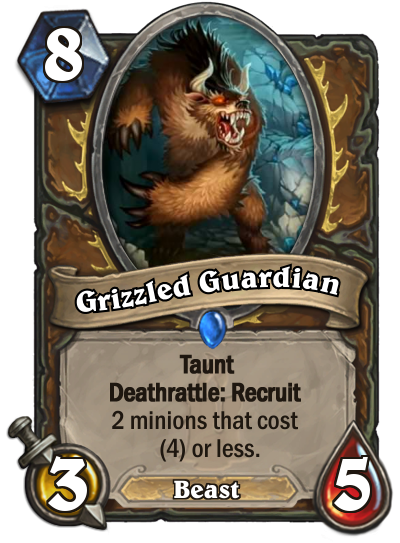 8
Grizzled Guardian
Taunt
Deathrattle: Recruit
2 minions that cost
(4) or less.
3
Beast
5